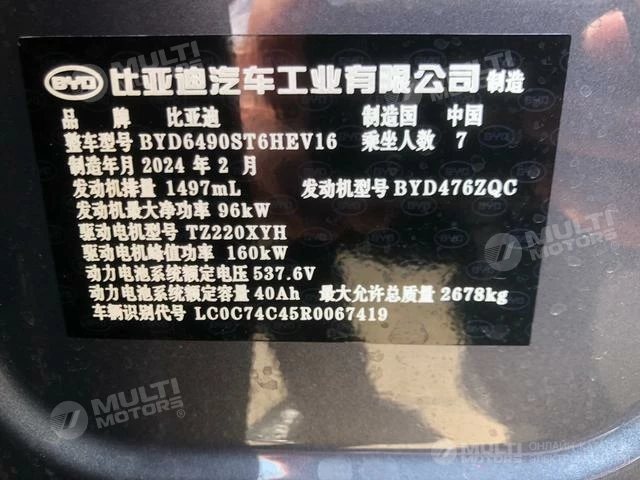 BYD 比亚迪汽车工业有限公司 制造
品 牌 比亚迪 制造国 中国
整车型号 BYD6490ST6HEV16 乘坐人数 7
制造年月 2024 年 2 月
发动机排量 1497mL 发动机型号 BYD476ZQC
发动机最大净功率 96kW
驱动电机型号 TZ220XYH
驱动电机峰值功率 160kW
动力电池系统额定电压 537.6V
动力电池系统额定容量 40Ah 最大允许总质量 2678kg
车辆识别代号 LC0C74C45R0067419
MULTI MOTORS®